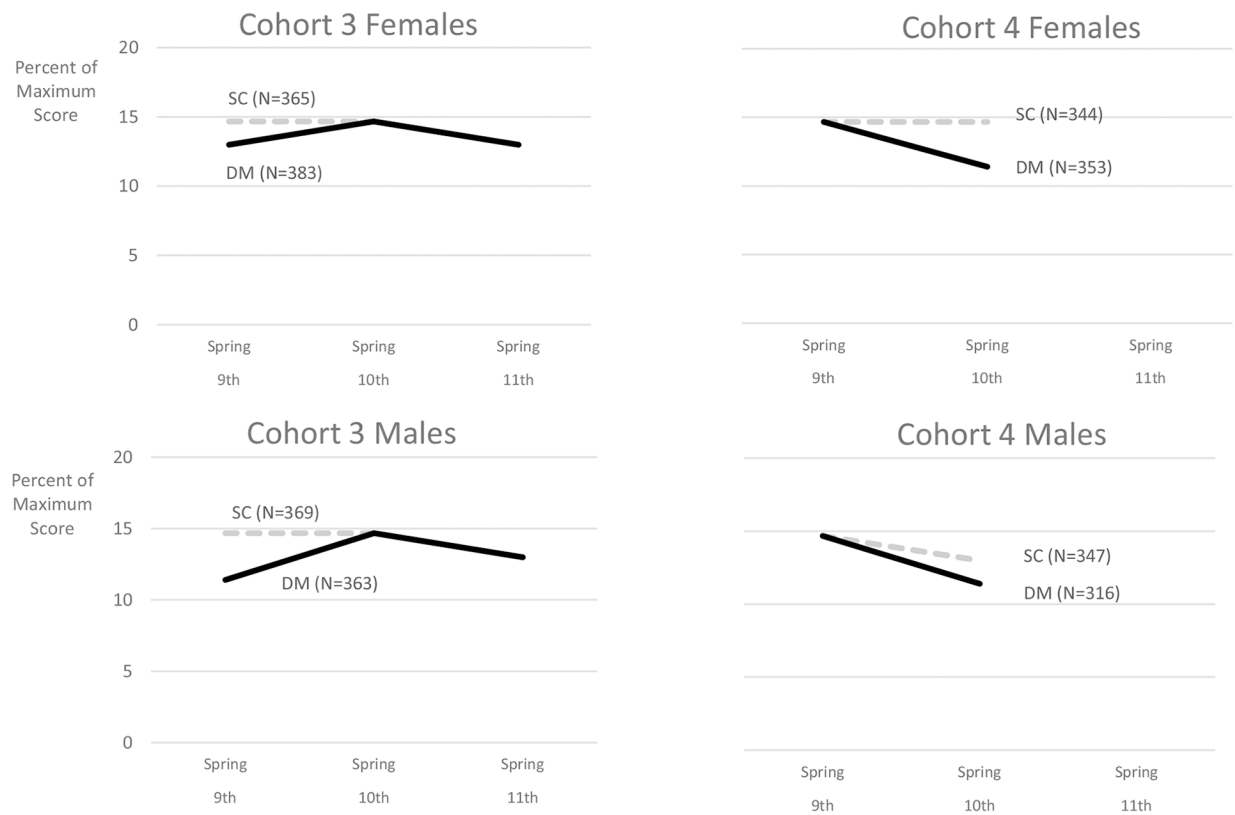 Cohort 3 Females
Percent of
Maximum
Score
20
15
10
5
0
SC (N=365)
DM (N=383)
Spring
9th
Spring
10th
Spring
11th
Cohort 4 Females
SC (N=344)
DM (N=353)
Spring
9th
Spring
10th
Spring
11th
Cohort 3 Males
Percent of
Maximum
Score
20
15
10
5
0
SC (N=369)
DM (N=363)
Spring
9th
Spring
10th
Spring
11th
Cohort 4 Males
SC (N=347)
DM (N=316)
Spring
9th
Spring
10th
Spring
11th